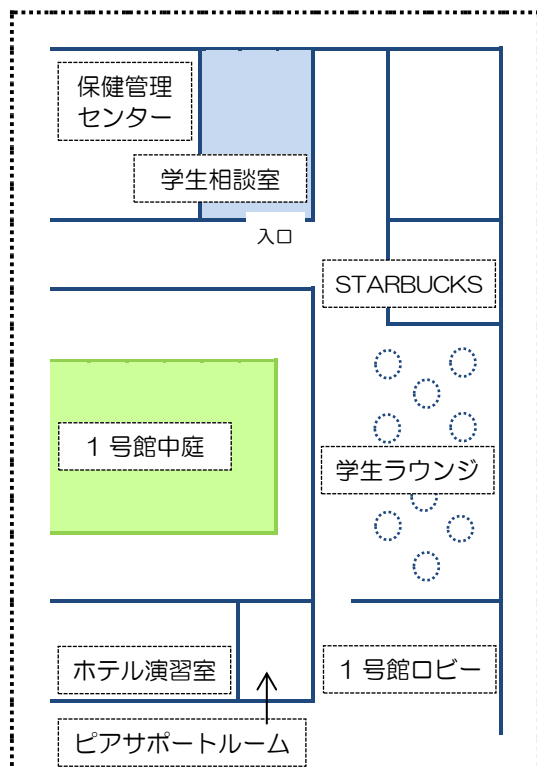 保健管理
センター
学生相談室
入口
STARBUCKS
1 号館中庭
学生ラウンジ
ホテル演習室
1 号館ロビー
ピアサポートルーム